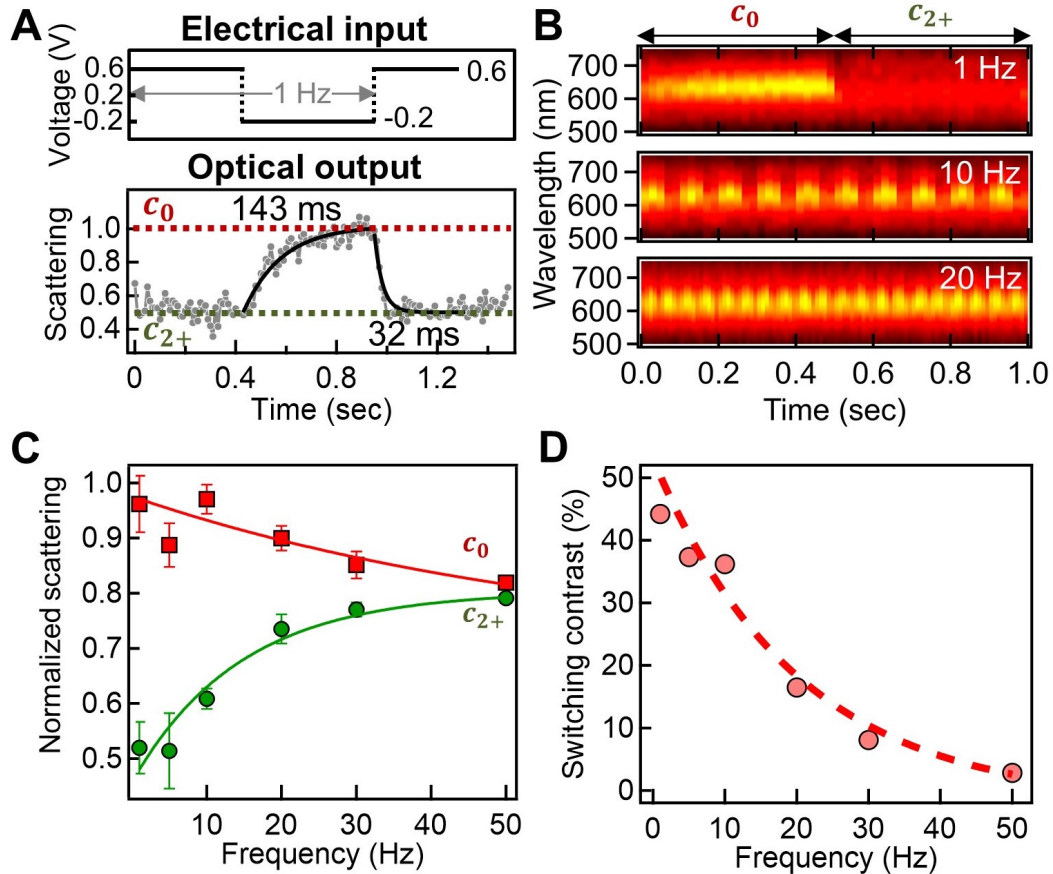 A
Electrical input
Voltage (V)
0.6
0.2
-0.2
1 Hz
0.6
-0.2
Optical output
Scattering
1.0
0.8
0.6
0.4
c0
143 ms
c2+
32 ms
0 0.4 0.8 1.2
Time (sec)
B
c0 c2+
Wavelength (nm)
700
600
500
1 Hz
700
600
500
10 Hz
700
600
500
20 Hz
0.0 0.2 0.4 0.6 0.8 1.0
Time (sec)
C
Normalized scattering
1.0
0.9
0.8
0.7
0.6
0.5
c0
c2+
10 20 30 40 50
Frequency (Hz)
D
Switching contrast (%)
50
40
30
20
10
0
0 10 20 30 40 50
Frequency (Hz)